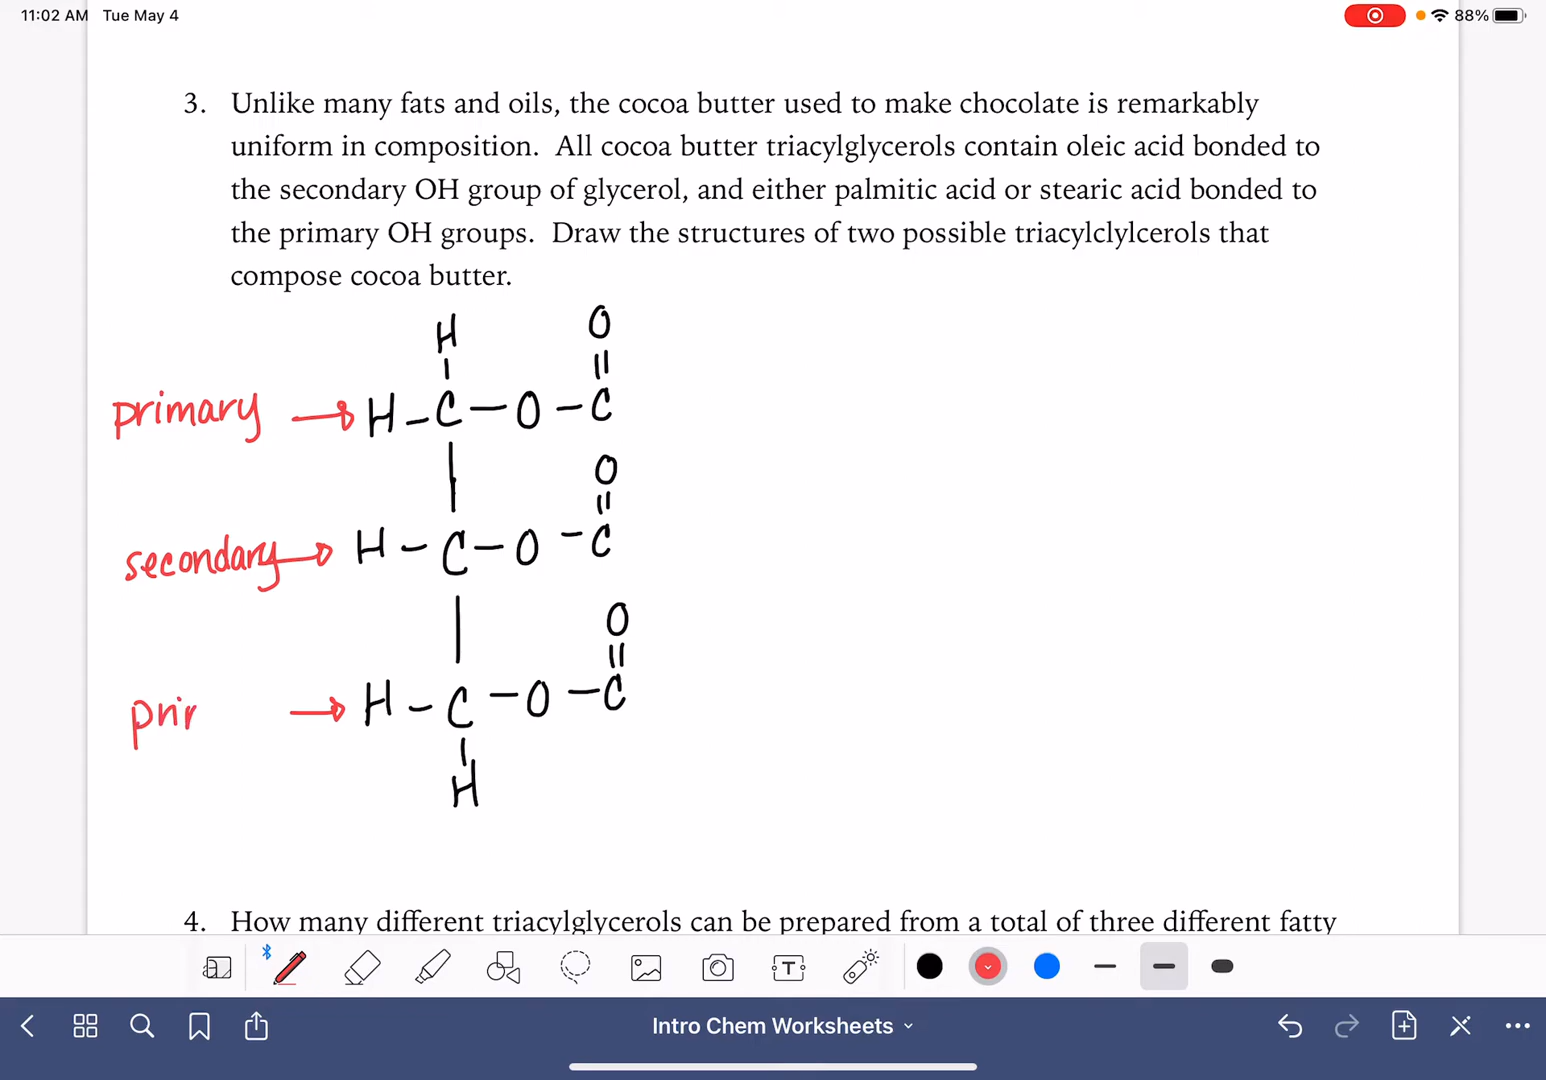 11:02 AM Tue May 4
88%
3. Unlike many fats and oils, the cocoa butter used to make chocolate is remarkably
uniform in composition. All cocoa butter triacylglycerols contain oleic acid bonded to
the secondary OH group of glycerol, and either palmitic acid or stearic acid bonded to
the primary OH groups. Draw the structures of two possible triacylclylcerols that
compose cocoa butter.
H O
primary → H-C-O-C
O
secondary → H-C-O-C
O
prir → H-C-O-C
H
4. How many different triacylglycerols can be prepared from a total of three different fatty
a
T
Intro Chem Worksheets